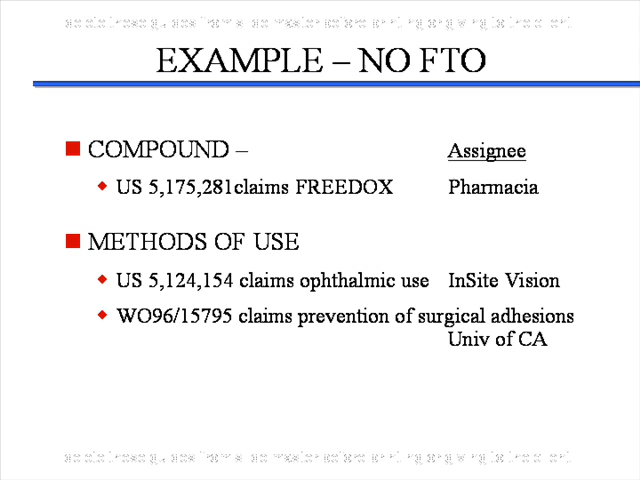 EXAMPLE – NO FTO
COMPOUND – Assignee
US 5,175,281claims FREEDOX Pharmacia
METHODS OF USE
US 5,124,154 claims ophthalmic use InSite Vision
WO96/15795 claims prevention of surgical adhesions
Univ of CA